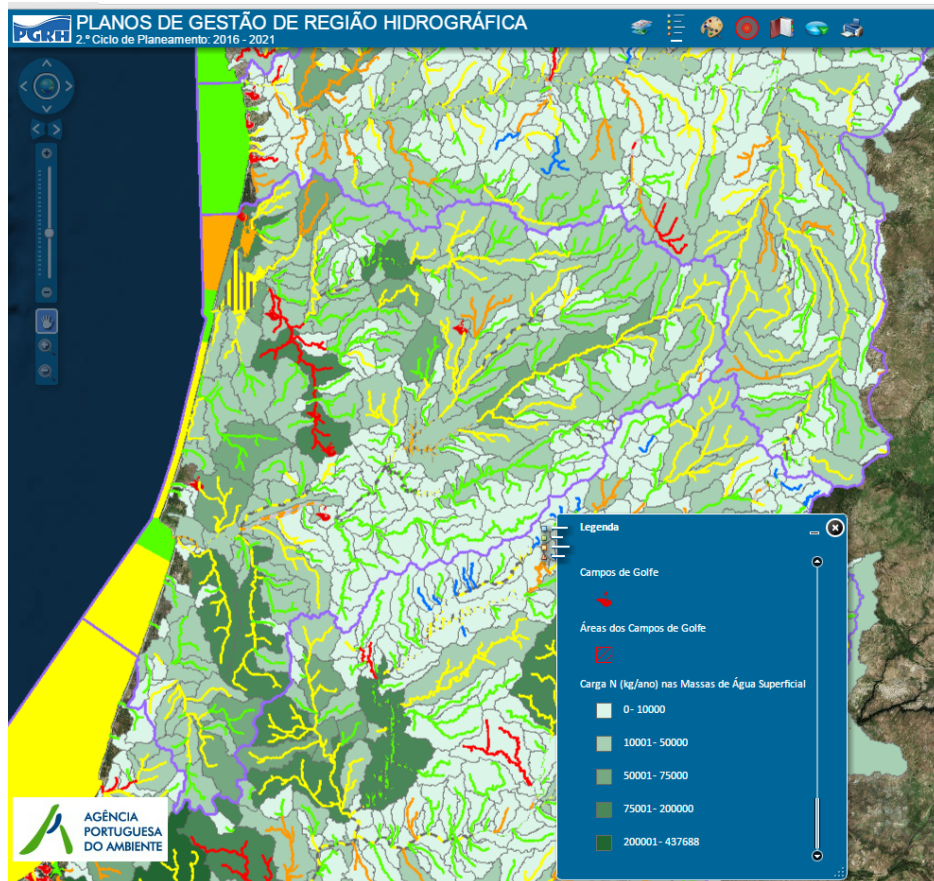 PGRH
PLANOS DE GESTÃO DE REGIÃO HIDROGRÁFICA
2.º Ciclo de Planeamento: 2016 - 2021
Legenda
Campos de Golfe
Áreas dos Campos de Golfe
Carga N (kg/ano) nas Massas de Água Superficial
0- 10000
10001- 50000
50001- 75000
75001- 200000
200001- 437688
AGÊNCIA
PORTUGUESA
DO AMBIENTE